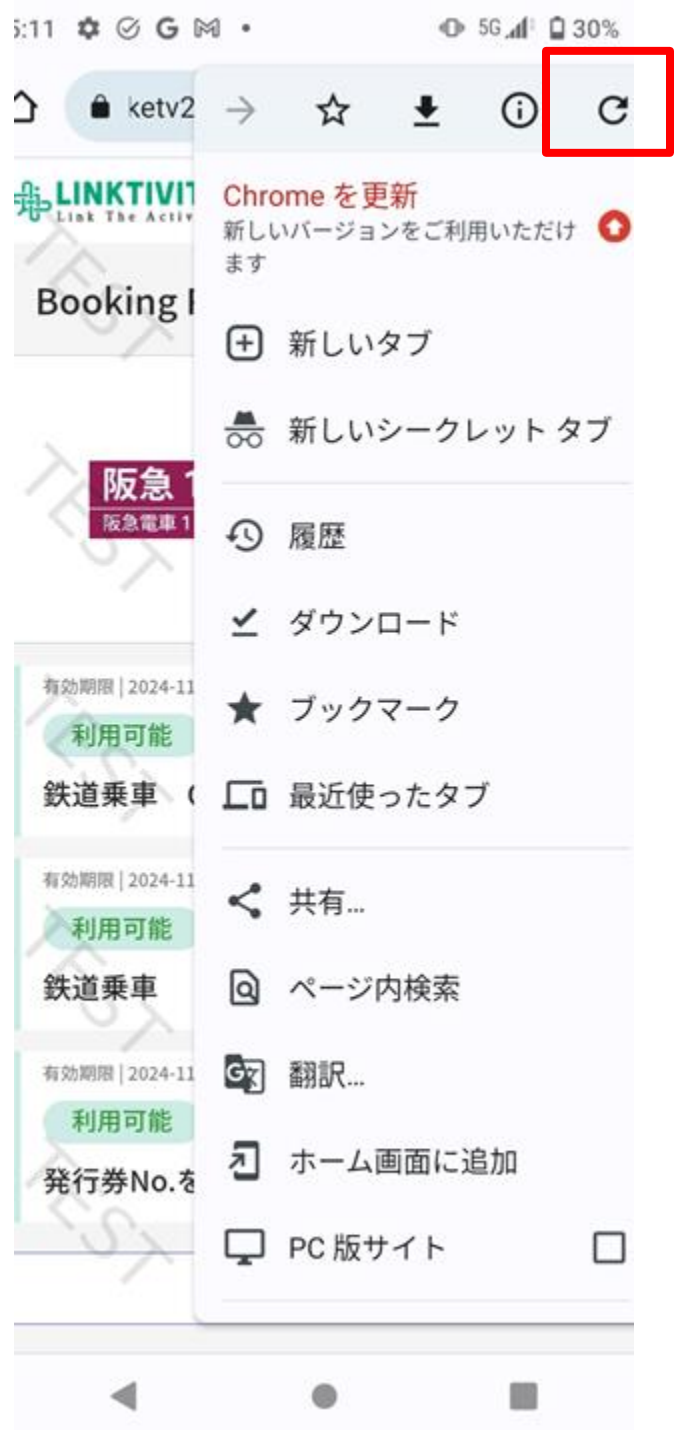 5:11
5G
30%
ketv2
LINKTIVIT
Link The Activ
Chrome を更新
新しいバージョンをご利用いただけ
ます
Booking
新しいタブ
新しいシークレット タブ
阪急 1
阪急電車 1
履歴
ダウンロード
有効期限 | 2024-11
利用可能
ブックマーク
鉄道乗車
最近使ったタブ
有効期限 | 2024-11
共有...
利用可能
鉄道乗車
ページ内検索
有効期限 | 2024-11
翻訳...
利用可能
発行券No.を
ホーム画面に追加
PC 版サイト
TEST
TEST
TEST
TEST
TEST